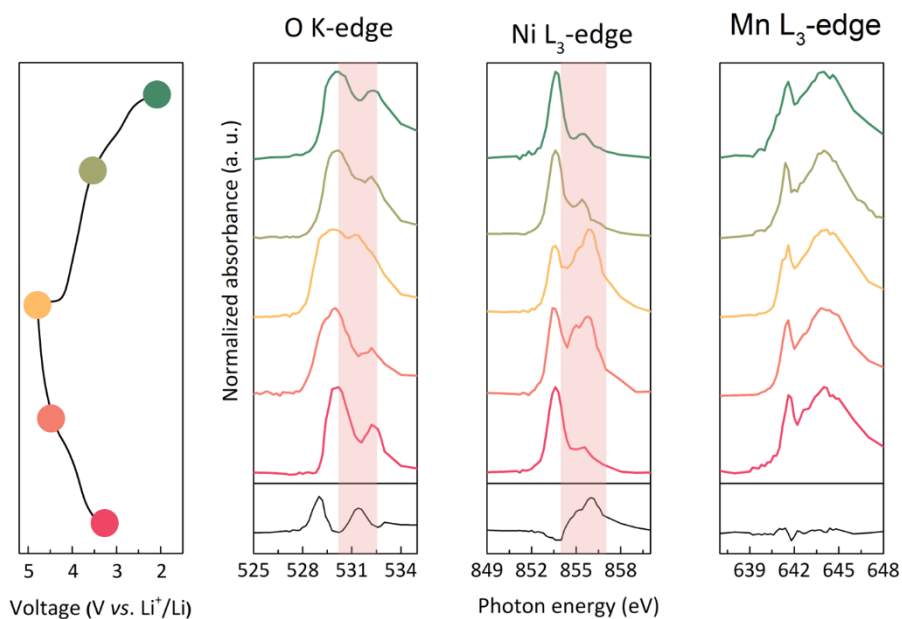 O K-edge
Ni L₃-edge
Mn L₃-edge
Normalized absorbance (a. u.)
5 4 3 2
525 528 531 534
849 852 855 858
639 642 645 648
Voltage (V vs. Li⁺/Li)
Photon energy (eV)